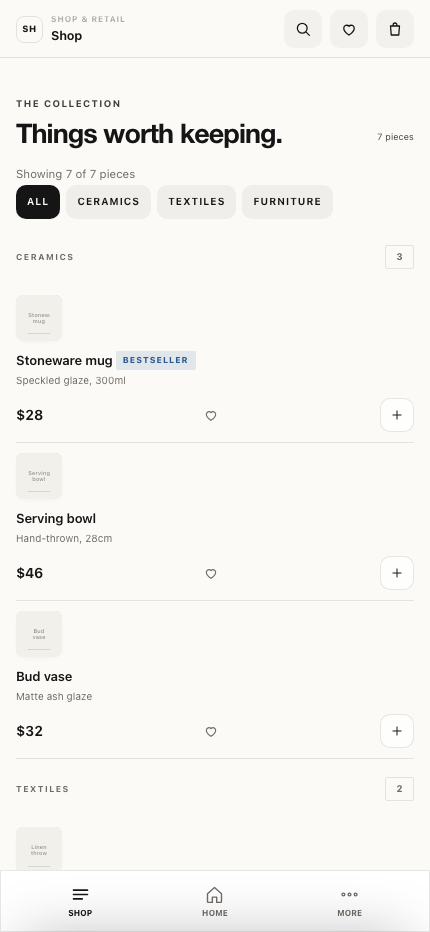 SH
SHOP & RETAIL
Shop
THE COLLECTION
Things worth keeping.
7 pieces
Showing 7 of 7 pieces
ALL CERAMICS TEXTILES FURNITURE
CERAMICS 3
Stonew
mug
Stoneware mug BESTSELLER
Speckled glaze, 300ml
$28
Serving
bowl
Serving bowl
Hand-thrown, 28cm
$46
Bud
vase
Bud vase
Matte ash glaze
$32
TEXTILES 2
Linen
throw
SHOP HOME MORE